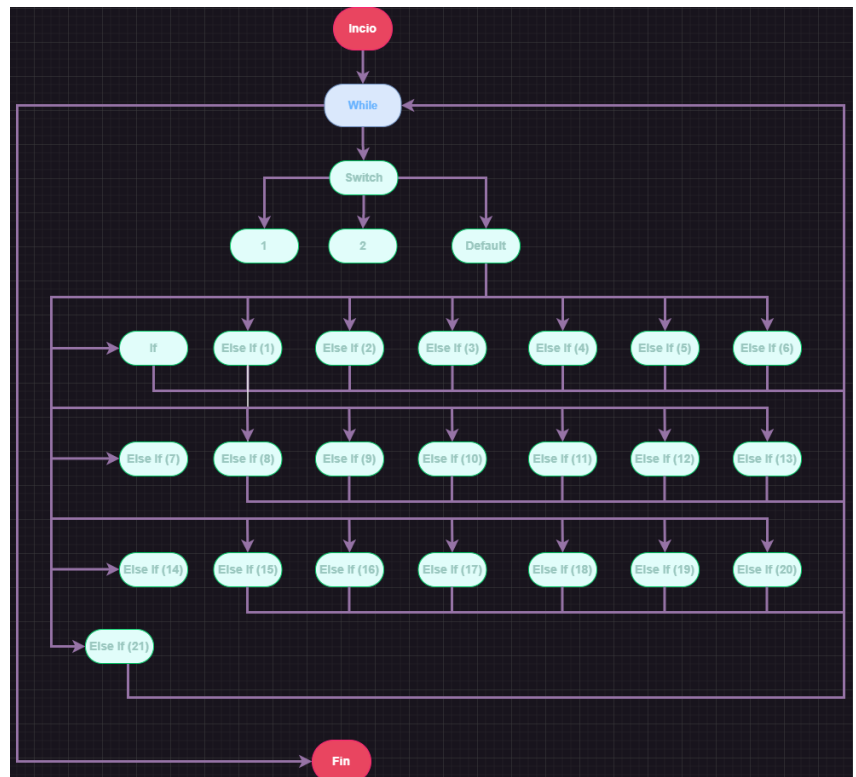 Incio
While
Switch
1
2
Default
If
Else If (1)
Else If (2)
Else If (3)
Else If (4)
Else If (5)
Else If (6)
Else If (7)
Else If (8)
Else If (9)
Else If (10)
Else If (11)
Else If (12)
Else If (13)
Else If (14)
Else If (15)
Else If (16)
Else If (17)
Else If (18)
Else If (19)
Else If (20)
Else If (21)
Fin